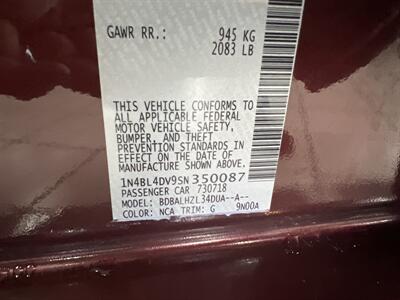 GAWR RR.: 945 KG
2083 LB
THIS VEHICLE CONFORMS TO
ALL APPLICABLE FEDERAL
MOTOR VEHICLE SAFETY,
BUMPER, AND THEFT
PREVENTION STANDARDS IN
EFFECT ON THE DATE OF
MANUFACTURE SHOWN ABOVE.
1N4BL4DV9SN350087
PASSENGER CAR 730718
MODEL: BDBALHZL34DUA--A--
COLOR: NCA TRIM: G 9N00A